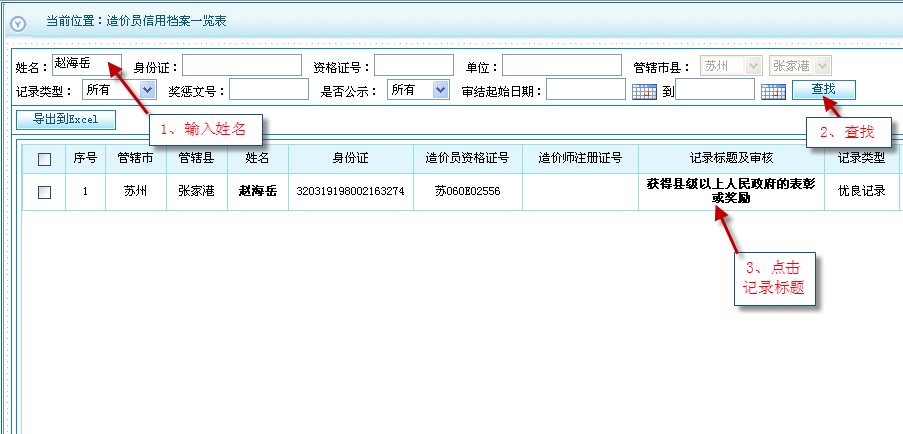 当前位置：造价员信用档案一览表
姓名： 赵海岳 身份证： 资格证号： 单位： 管辖市县： 苏州 张家港
记录类型： 所有 奖惩文号： 是否公示： 所有 审结起始日期： 到 查找
导出到Excel
1、输入姓名
2、查找
序号 管辖市 管辖县 姓名 身份证 造价员资格证号 造价师注册证号 记录标题及审核 记录类型
1 苏州 张家港 赵海岳 320319198002163274 苏060E02556 获得县级以上人民政府的表彰 优良记录
或奖励
3、点击
记录标题